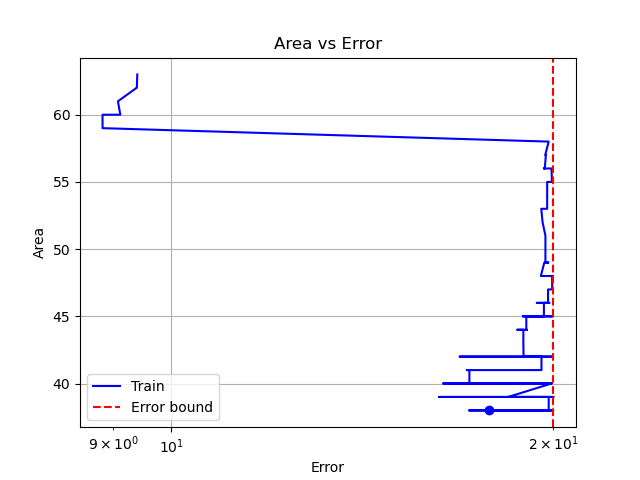 Area vs Error
Area
60
55
50
45
40
Train
Error bound
9 × 10⁰
10¹
2 × 10¹
Error